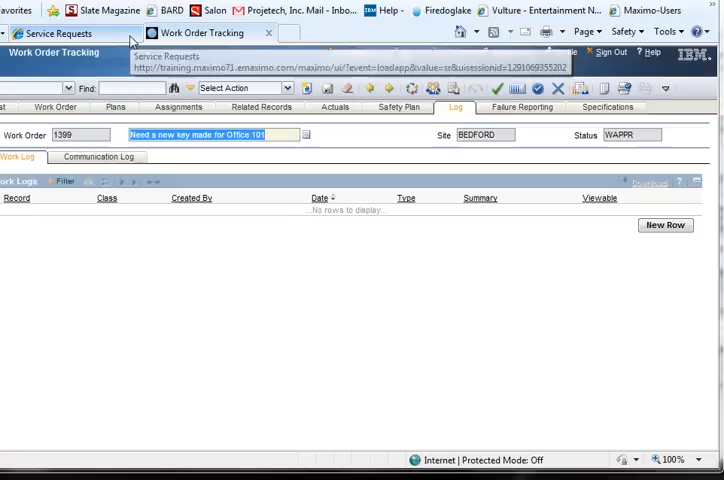 avorites Slate Magazine BARD Salon Projetech, Inc. Mail - Inbo... Help - Firedoglake Vulture - Entertainment N... Maximo-Users
Service Requests Work Order Tracking Page Safety Tools
Work Order Tracking Sign Out ? Help IBM
Service Requests
http://training.maximo71.emaximo.com/maximo/ui/?event=loadapp&value=sr&uisessionid=1291069355202
Find: Select Action
st Work Order Plans Assignments Related Records Actuals Safety Plan Log Failure Reporting Specifications
Work Order 1399 Need a new key made for Office 101 Site BEDFORD Status WAPPR
Work Log Communication Log
ork Logs Filter Download ?
Record Class Created By Date Type Summary Viewable
...No rows to display...
New Row
Internet | Protected Mode: Off 100%